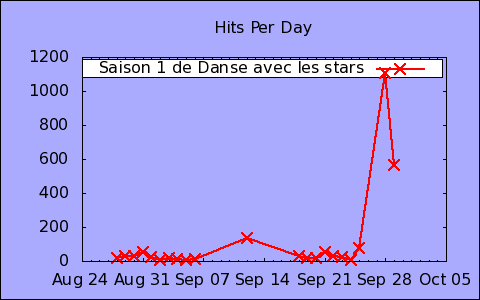 Hits Per Day
1200
Saison 1 de Danse avec les stars
1000
800
600
400
200
0
Aug 24 Aug 31 Sep 07 Sep 14 Sep 21 Sep 28 Oct 05